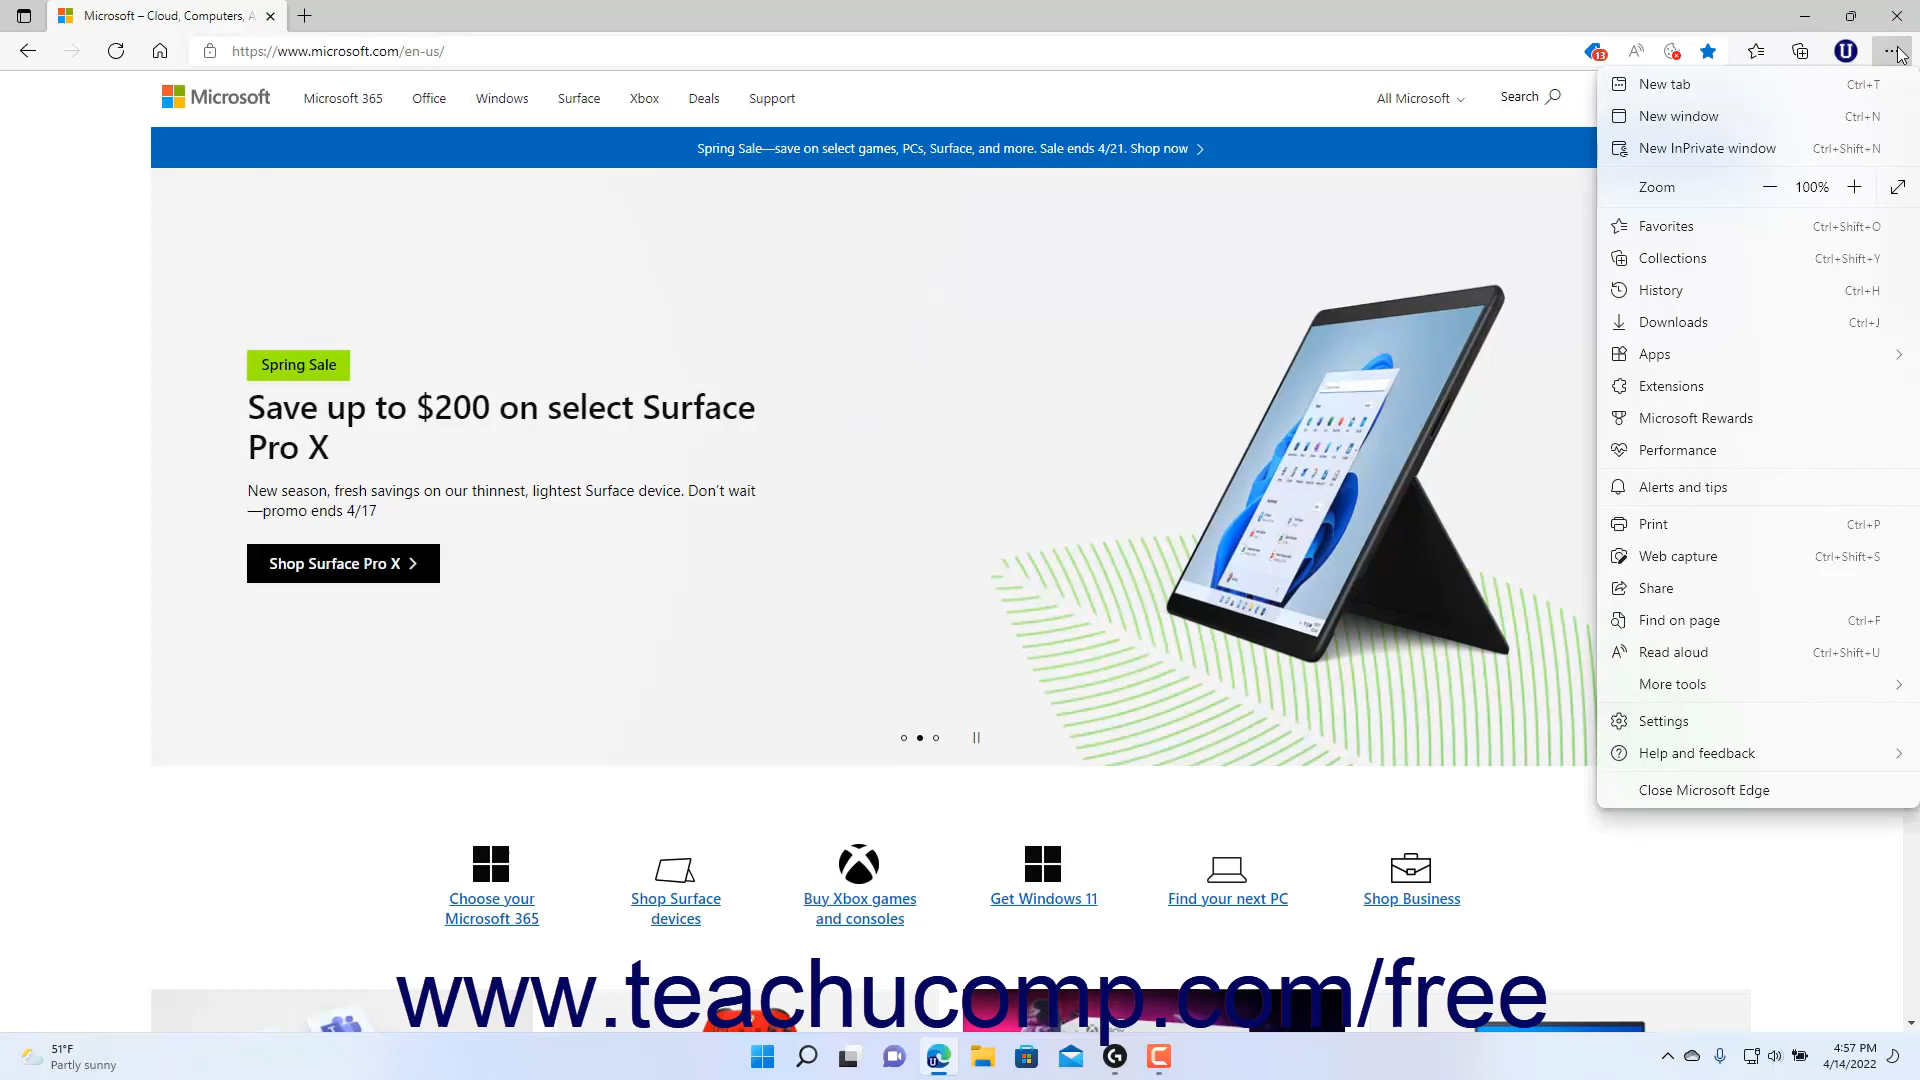 Microsoft – Cloud, Computers, A
https://www.microsoft.com/en-us/
13
U
Microsoft
Microsoft 365
Office
Windows
Surface
Xbox
Deals
Support
All Microsoft
Search
Spring Sale—save on select games, PCs, Surface, and more. Sale ends 4/21. Shop now
Spring Sale
Save up to $200 on select Surface
Pro X
New season, fresh savings on our thinnest, lightest Surface device. Don't wait
—promo ends 4/17
Shop Surface Pro X
New tab Ctrl+T
New window Ctrl+N
New InPrivate window Ctrl+Shift+N
Zoom 100%
Favorites Ctrl+Shift+O
Collections Ctrl+Shift+Y
History Ctrl+H
Downloads Ctrl+J
Apps
Extensions
Microsoft Rewards
Performance
Alerts and tips
Print Ctrl+P
Web capture Ctrl+Shift+S
Share
Find on page Ctrl+F
Read aloud Ctrl+Shift+U
More tools
Settings
Help and feedback
Close Microsoft Edge
Choose your
Microsoft 365
Shop Surface
devices
Buy Xbox games
and consoles
Get Windows 11
Find your next PC
Shop Business
www.teachucomp.com/free
51°F
Partly sunny
4:57 PM
4/14/2022